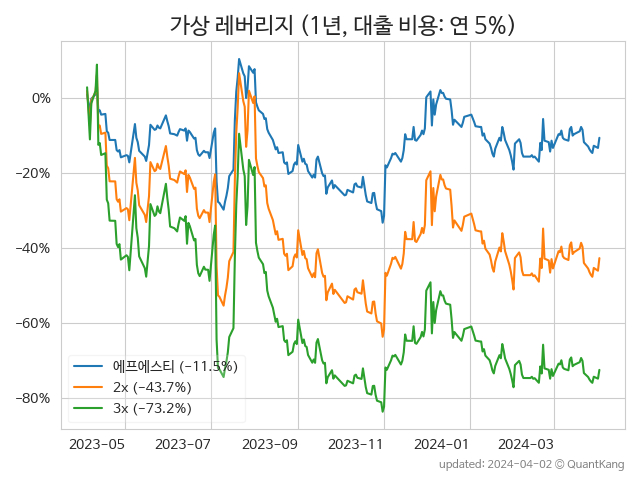 가상 레버리지 (1년, 대출 비용: 연 5%)
0%
−20%
−40%
−60%
−80%
에프에스티 (−11.5%)
2x (−43.7%)
3x (−73.2%)
2023-05
2023-07
2023-09
2023-11
2024-01
2024-03
updated: 2024-04-02 © QuantKang